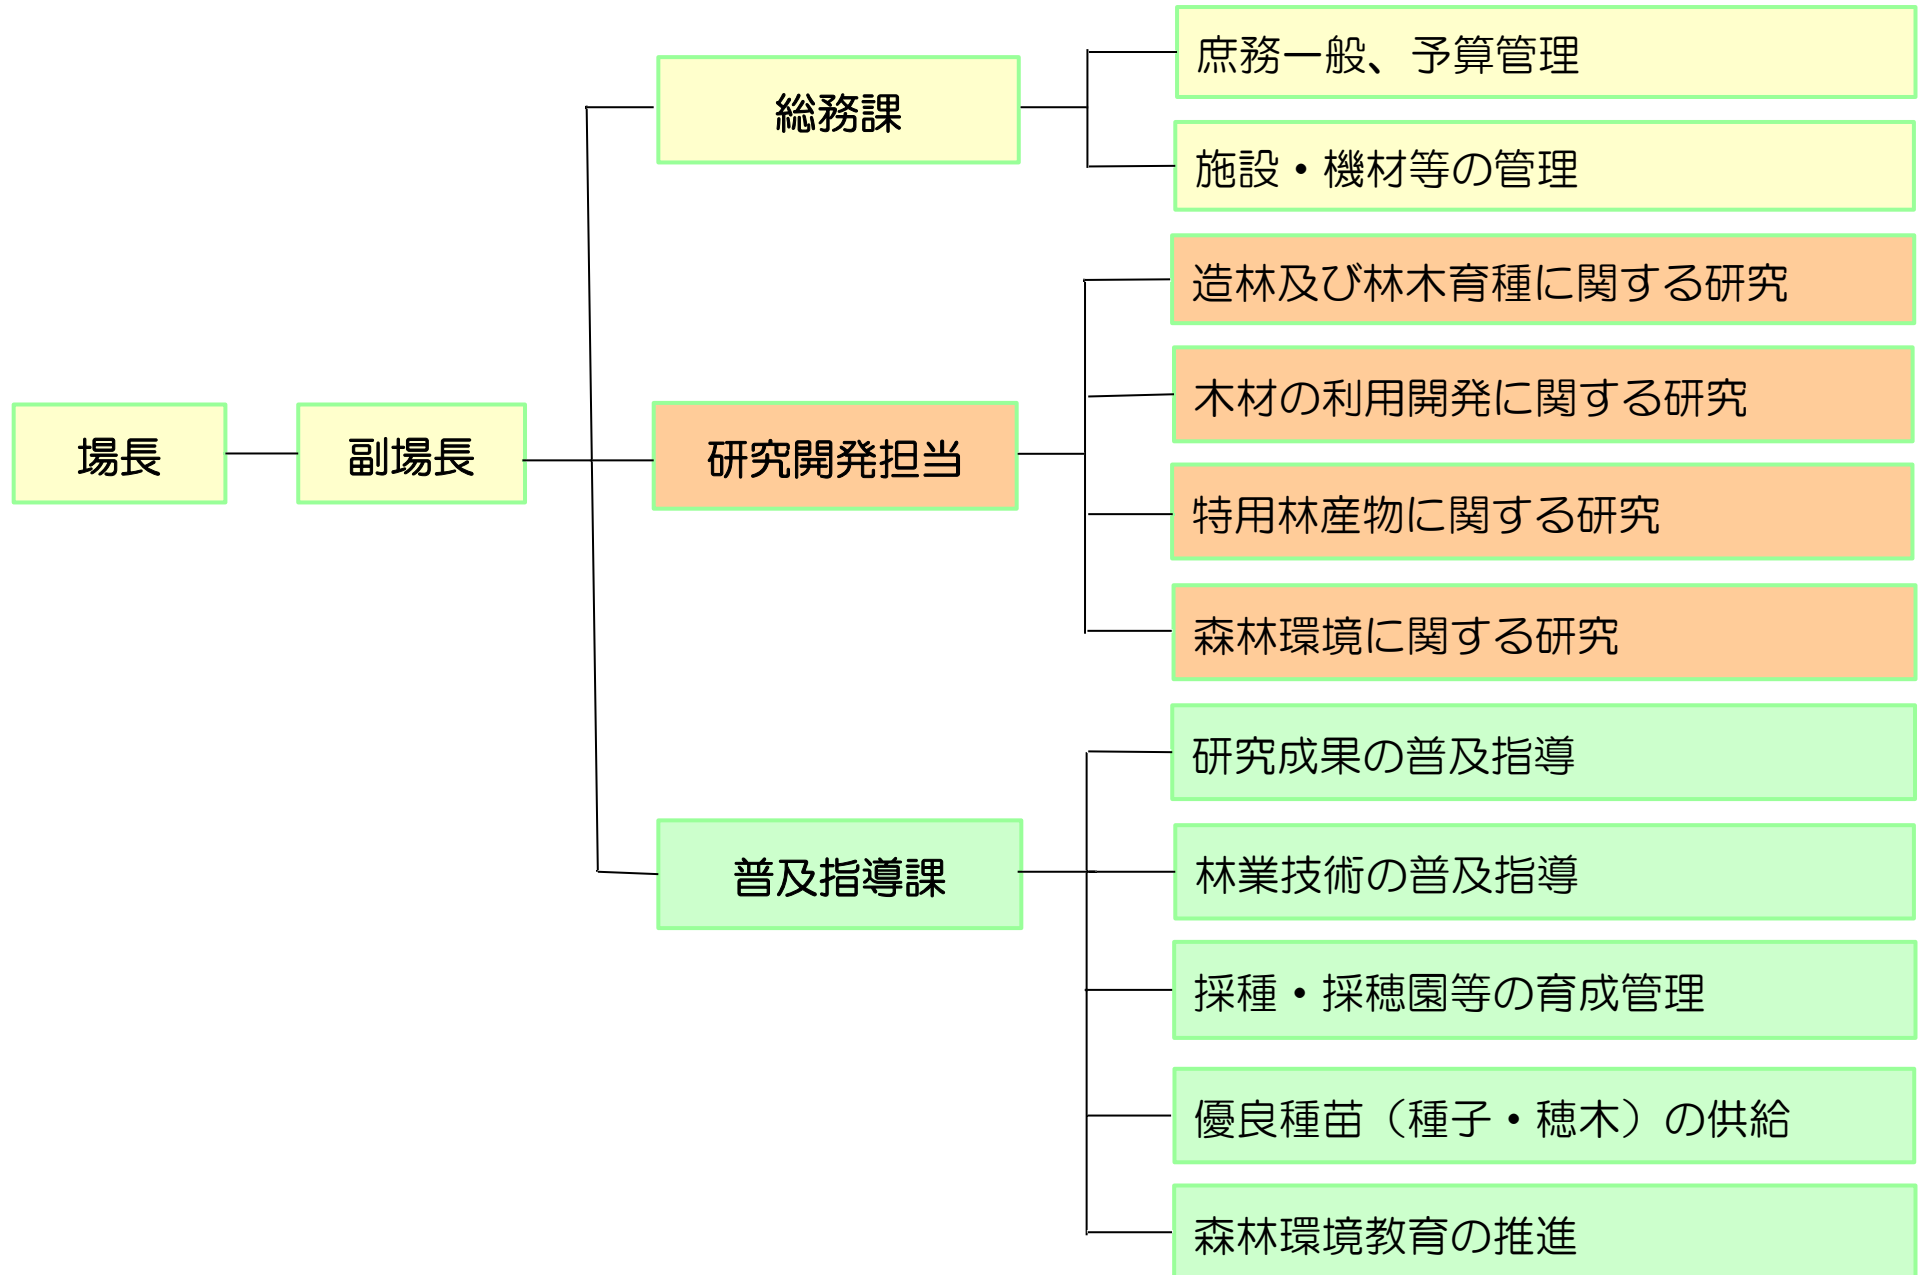 場長
副場長
総務課
庶務一般、予算管理
施設・機材等の管理
研究開発担当
造林及び林木育種に関する研究
木材の利用開発に関する研究
特用林産物に関する研究
森林環境に関する研究
普及指導課
研究成果の普及指導
林業技術の普及指導
採種・採穂園等の育成管理
優良種苗（種子・穂木）の供給
森林環境教育の推進